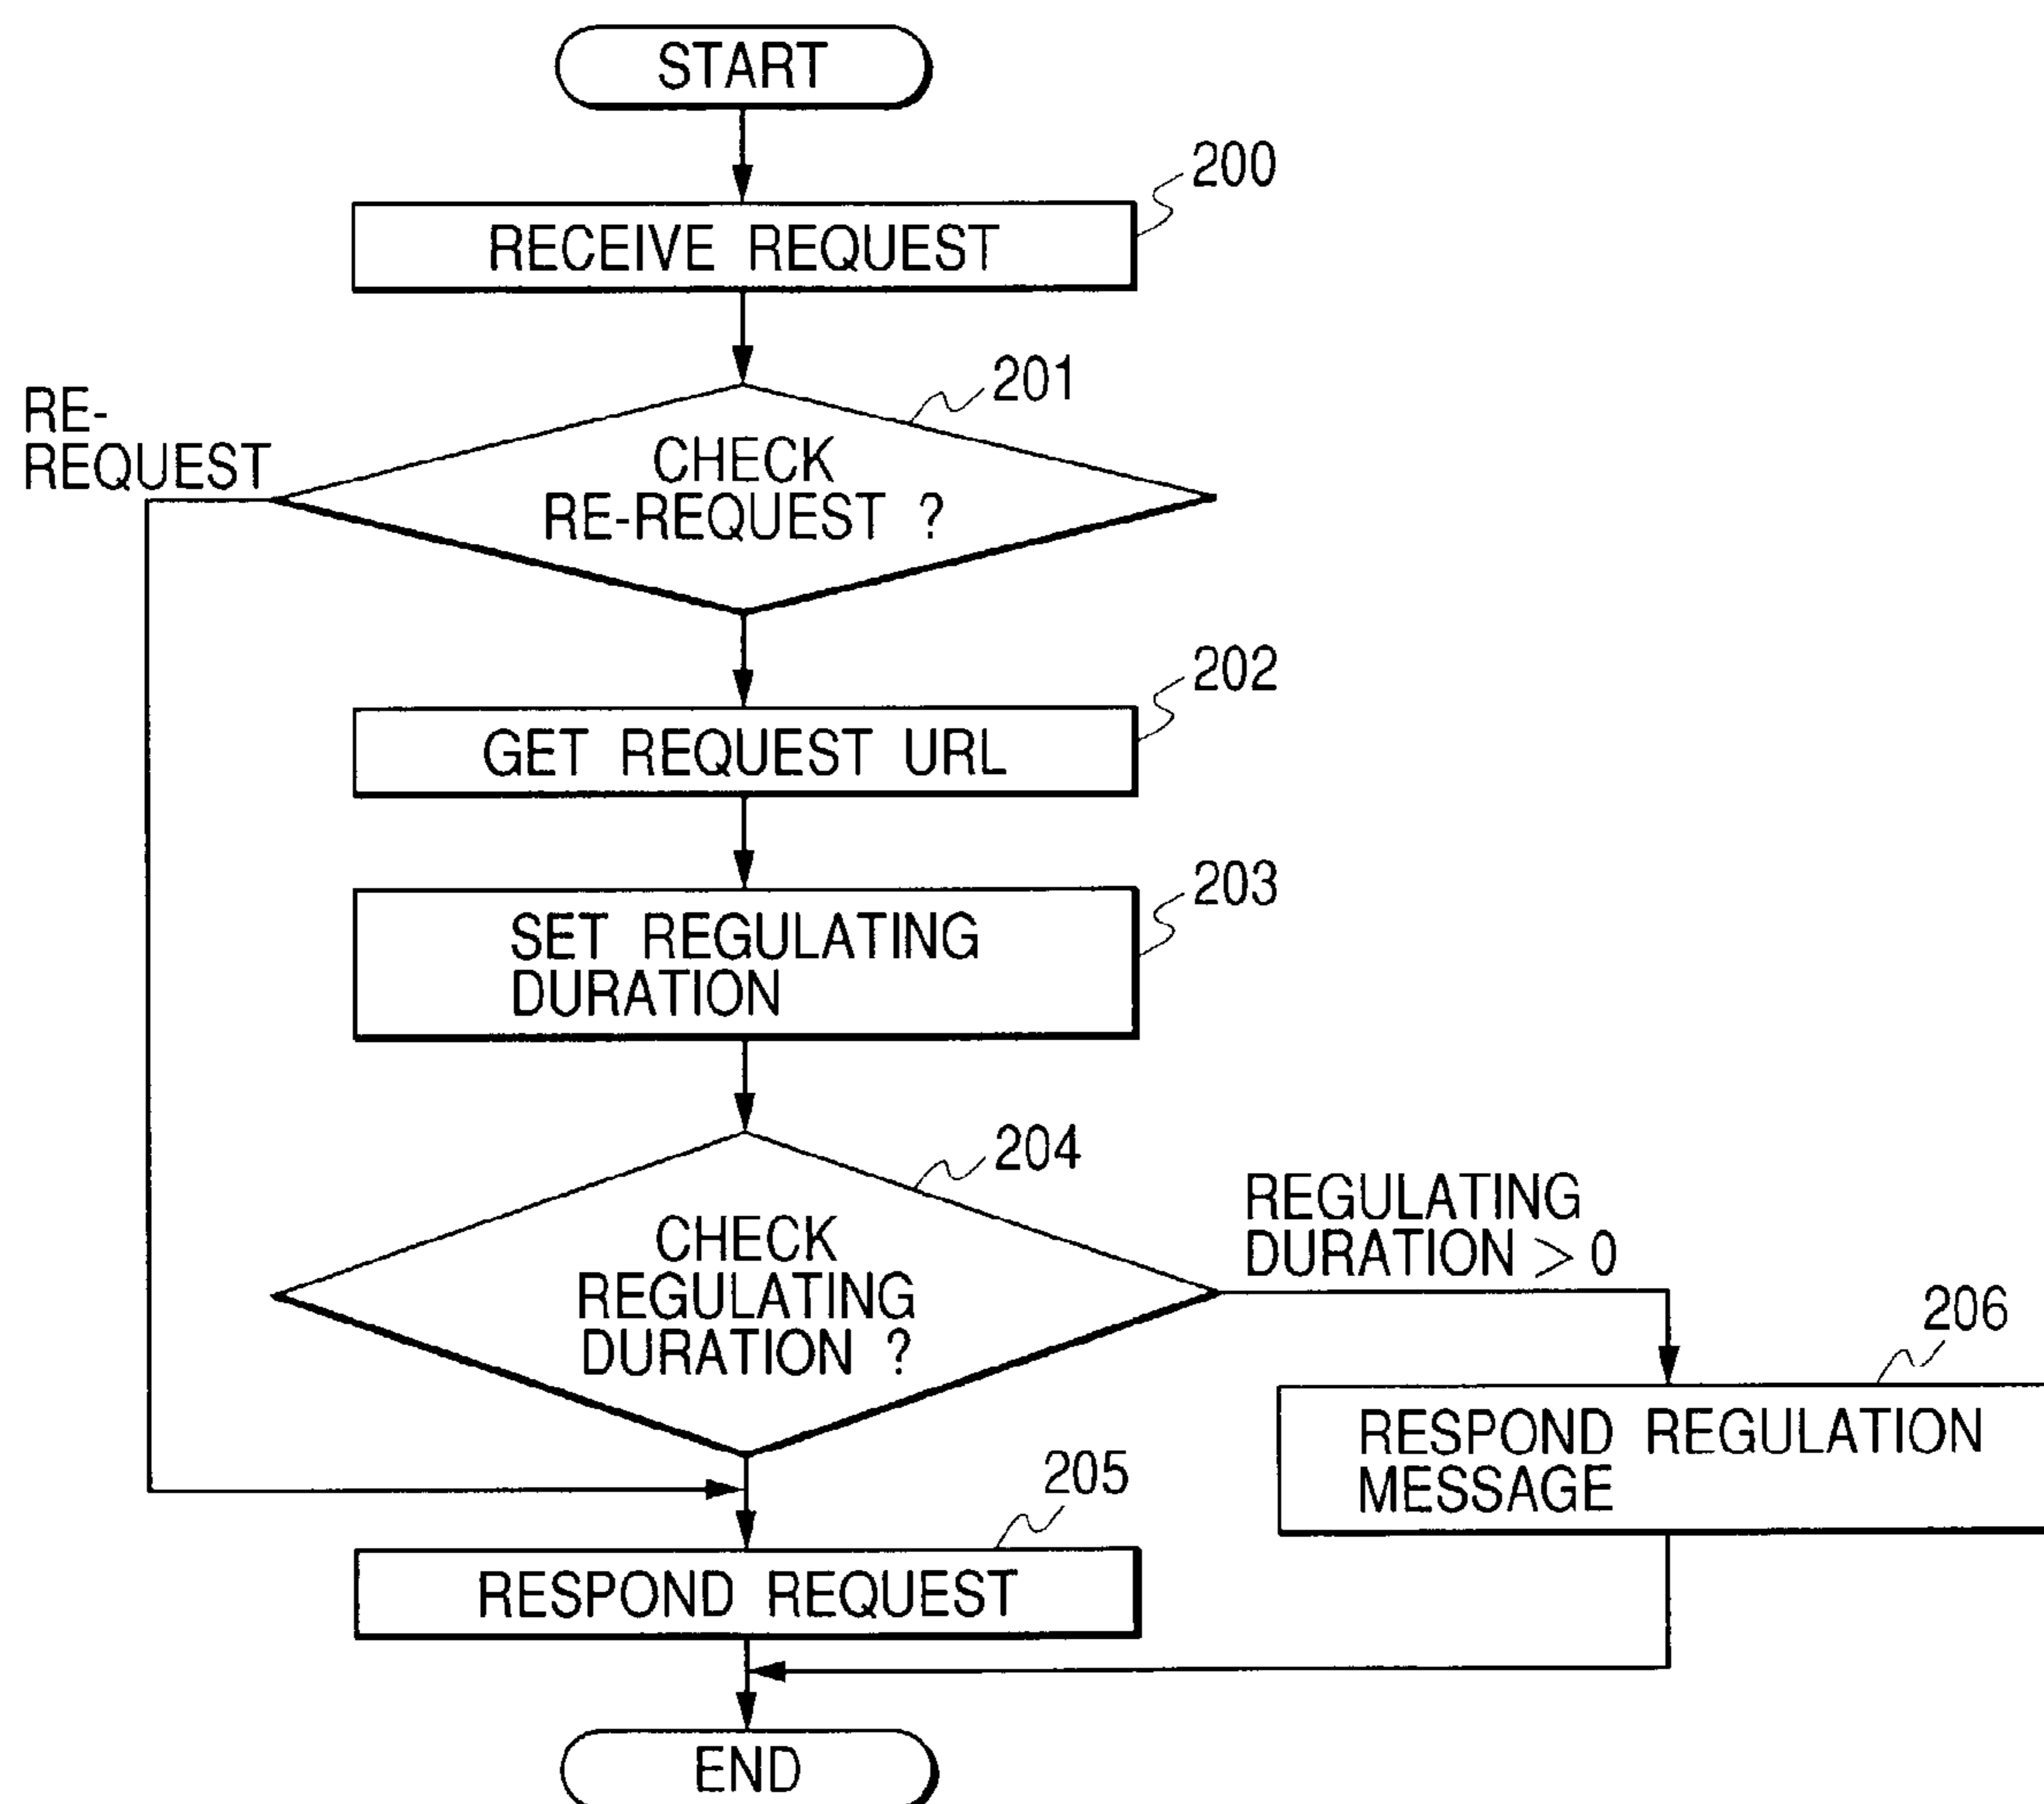 START
200
RECEIVE REQUEST
201
RE-
REQUEST
CHECK
RE-REQUEST ?
202
GET REQUEST URL
203
SET REGULATING
DURATION
204
CHECK
REGULATING
DURATION ?
REGULATING
DURATION > 0
206
RESPOND REGULATION
MESSAGE
205
RESPOND REQUEST
END